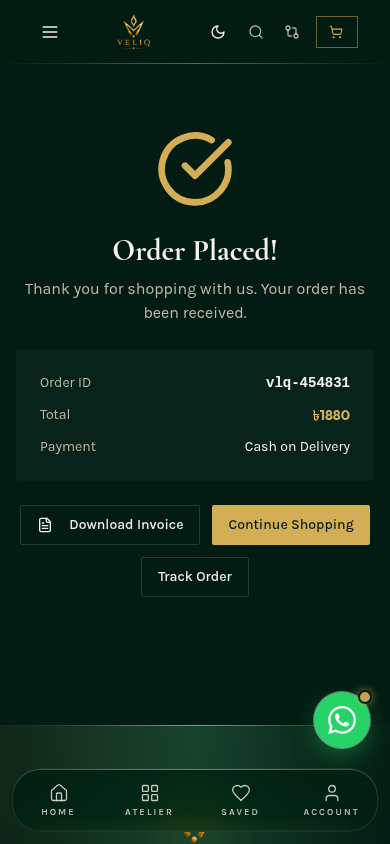 VELIQ
Order Placed!
Thank you for shopping with us. Your order has
been received.
Order ID vlq-454831
Total ৳1880
Payment Cash on Delivery
Download Invoice Continue Shopping
Track Order
HOME ATELIER SAVED ACCOUNT